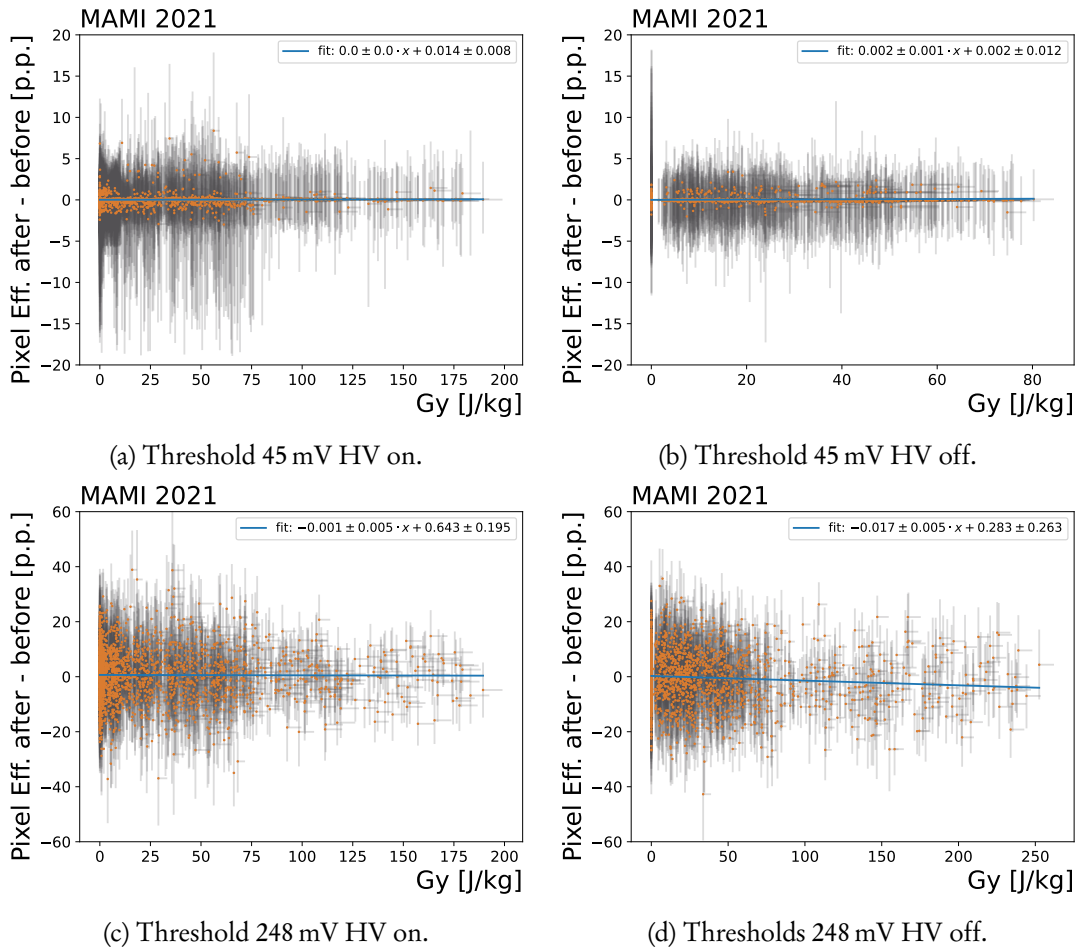 MAMI 2021
MAMI 2021
Pixel Eff. after - before [p.p.]
20
15
10
5
0
−5
−10
−15
−20
fit: 0.0 ± 0.0 · x + 0.014 ± 0.008
0 25 50 75 100 125 150 175 200
Gy [J/kg]
Pixel Eff. after - before [p.p.]
20
15
10
5
0
−5
−10
−15
−20
fit: 0.002 ± 0.001 · x + 0.002 ± 0.012
0 20 40 60 80
Gy [J/kg]
(a) Threshold 45 mV HV on.
(b) Threshold 45 mV HV off.
MAMI 2021
MAMI 2021
Pixel Eff. after - before [p.p.]
60
40
20
0
−20
−40
−60
fit: −0.001 ± 0.005 · x + 0.643 ± 0.195
0 25 50 75 100 125 150 175 200
Gy [J/kg]
Pixel Eff. after - before [p.p.]
60
40
20
0
−20
−40
−60
fit: −0.017 ± 0.005 · x + 0.283 ± 0.263
0 50 100 150 200 250
Gy [J/kg]
(c) Threshold 248 mV HV on.
(d) Thresholds 248 mV HV off.